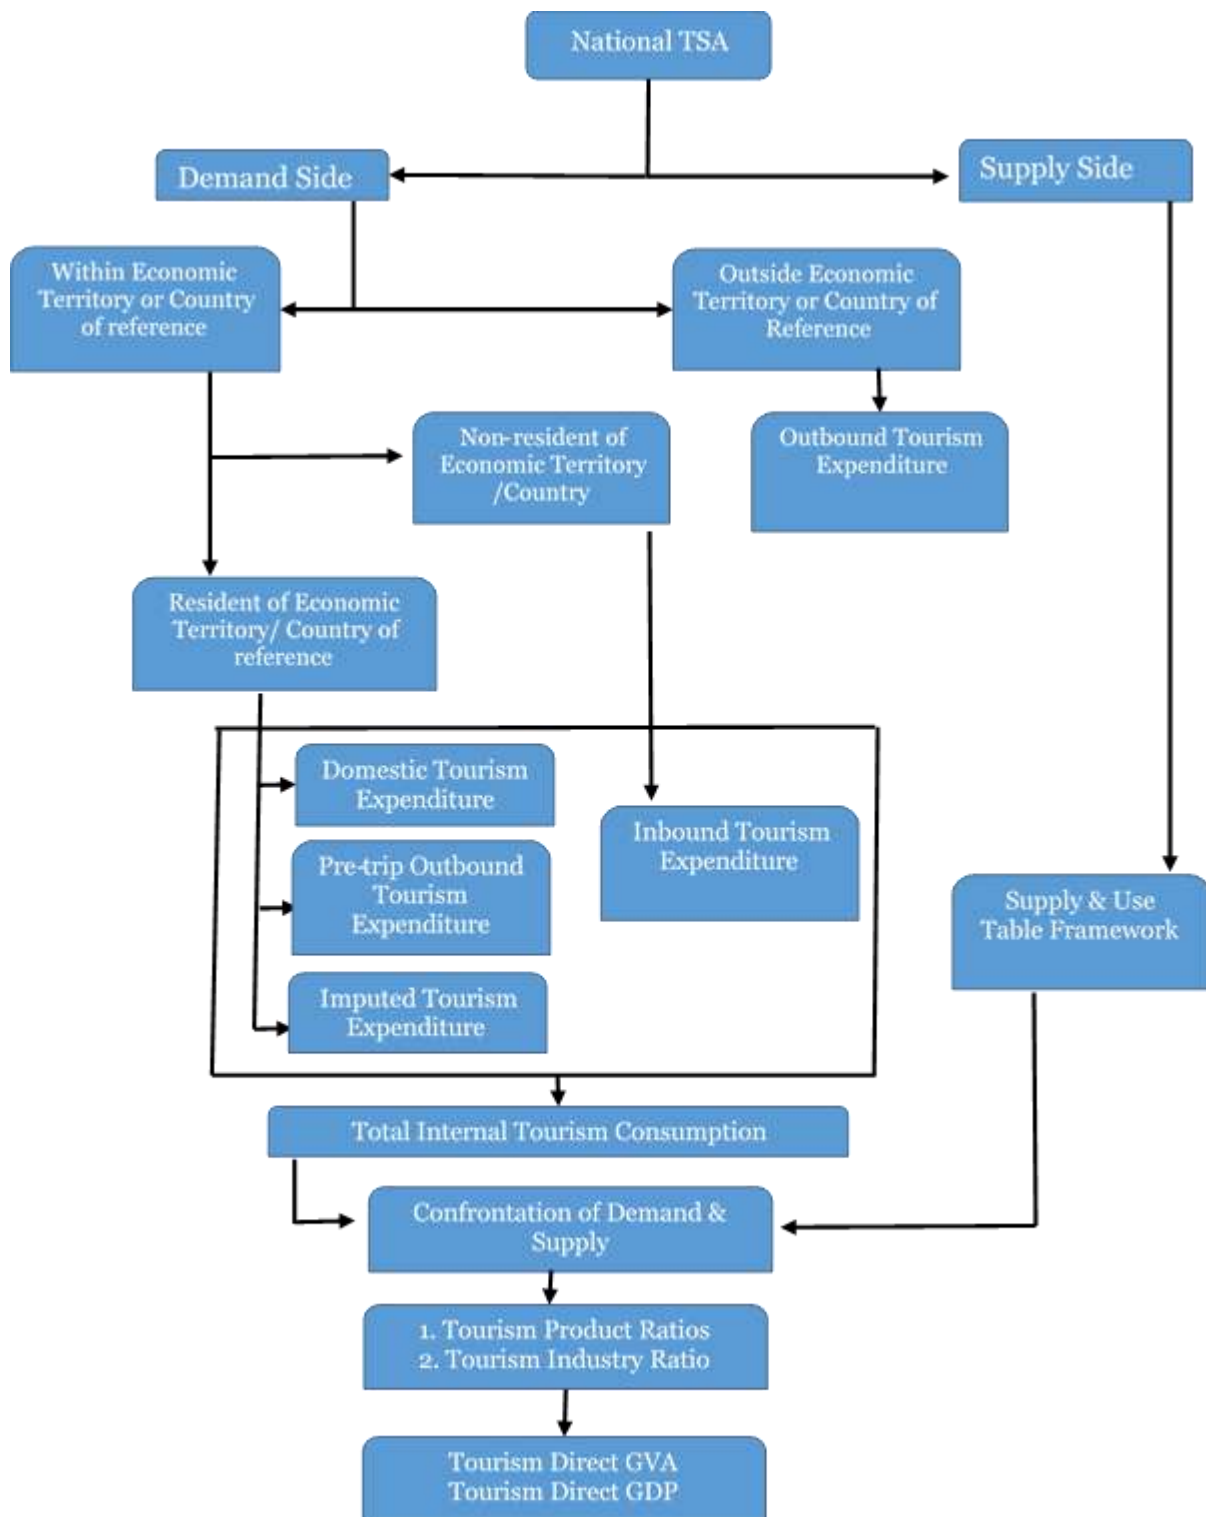 National TSA
Demand Side
Supply Side
Within Economic
Territory or Country
of reference
Outside Economic
Territory or Country of
Reference
Non-resident of
Economic Territory
/Country
Outbound Tourism
Expenditure
Resident of Economic
Territory/ Country of
reference
Domestic Tourism
Expenditure
Inbound Tourism
Expenditure
Pre-trip Outbound
Tourism
Expenditure
Supply & Use
Table Framework
Imputed Tourism
Expenditure
Total Internal Tourism Consumption
Confrontation of Demand &
Supply
1. Tourism Product Ratios
2. Tourism Industry Ratio
Tourism Direct GVA
Tourism Direct GDP